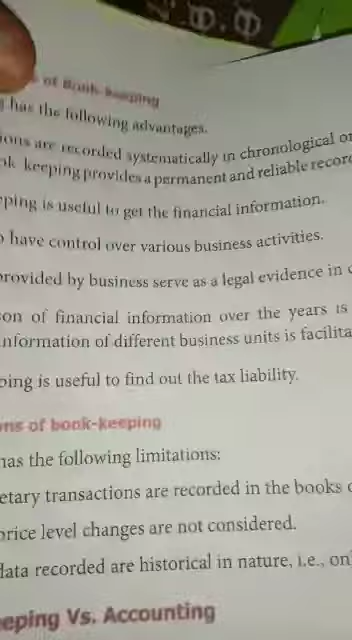 of Book-keeping
has the following advantages.
ions are recorded systematically in chronological or
ok keeping provides a permanent and reliable record
eping is useful to get the financial information.
o have control over various business activities.
provided by business serve as a legal evidence in c
on of financial information over the years is
nformation of different business units is facilita
ping is useful to find out the tax liability.
ons of book-keeping
has the following limitations:
etary transactions are recorded in the books o
price level changes are not considered.
data recorded are historical in nature, i.e., on
eeping Vs. Accounting